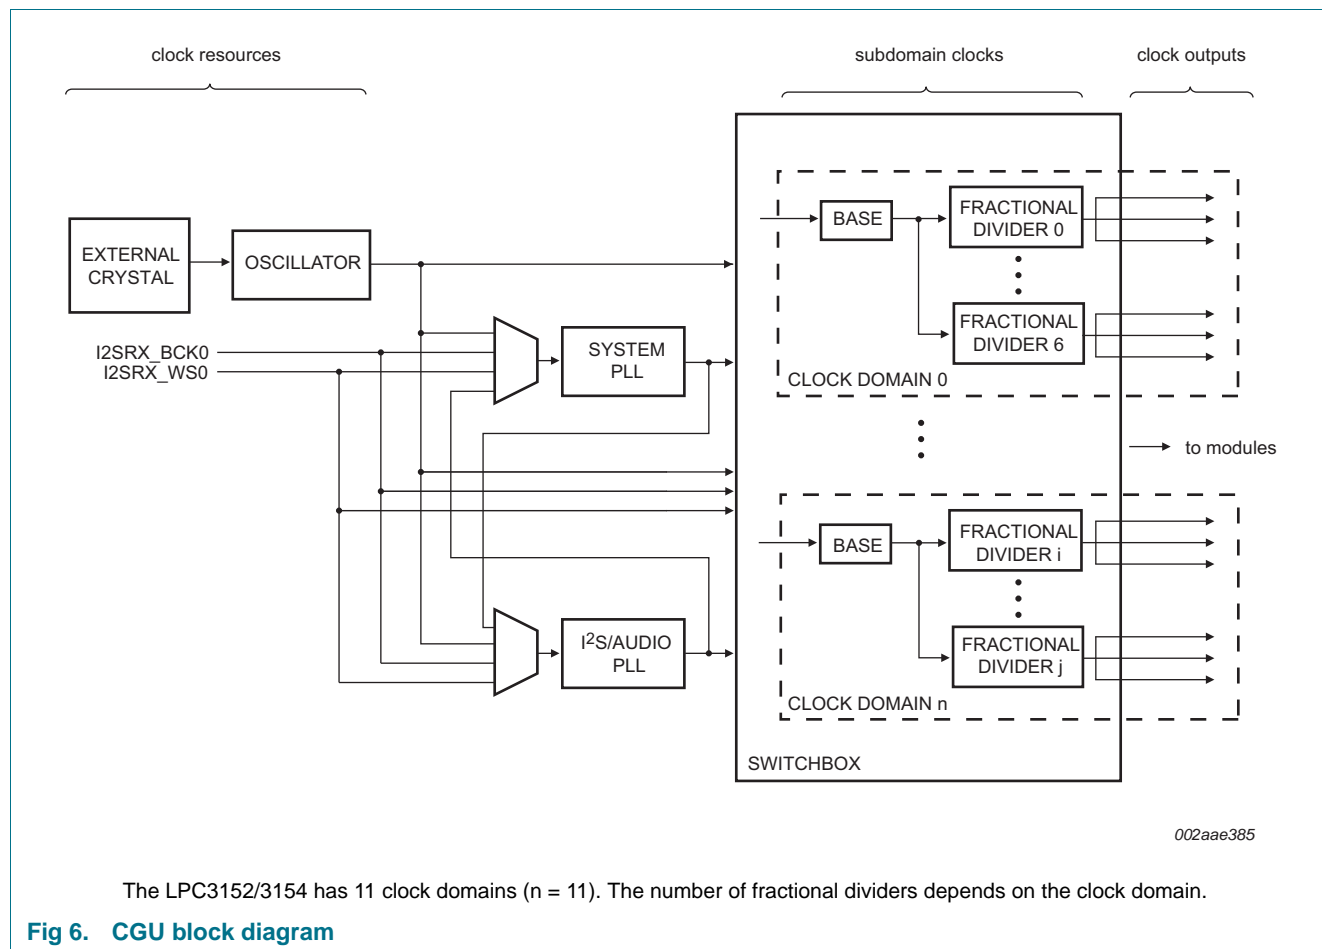 clock resources
subdomain clocks
clock outputs
EXTERNAL
CRYSTAL
OSCILLATOR
I2SRX_BCK0
I2SRX_WS0
SYSTEM
PLL
I²S/AUDIO
PLL
BASE
FRACTIONAL
DIVIDER 0
FRACTIONAL
DIVIDER 6
CLOCK DOMAIN 0
to modules
BASE
FRACTIONAL
DIVIDER i
FRACTIONAL
DIVIDER j
CLOCK DOMAIN n
SWITCHBOX
002aae385
The LPC3152/3154 has 11 clock domains (n = 11). The number of fractional dividers depends on the clock domain.
Fig 6. CGU block diagram